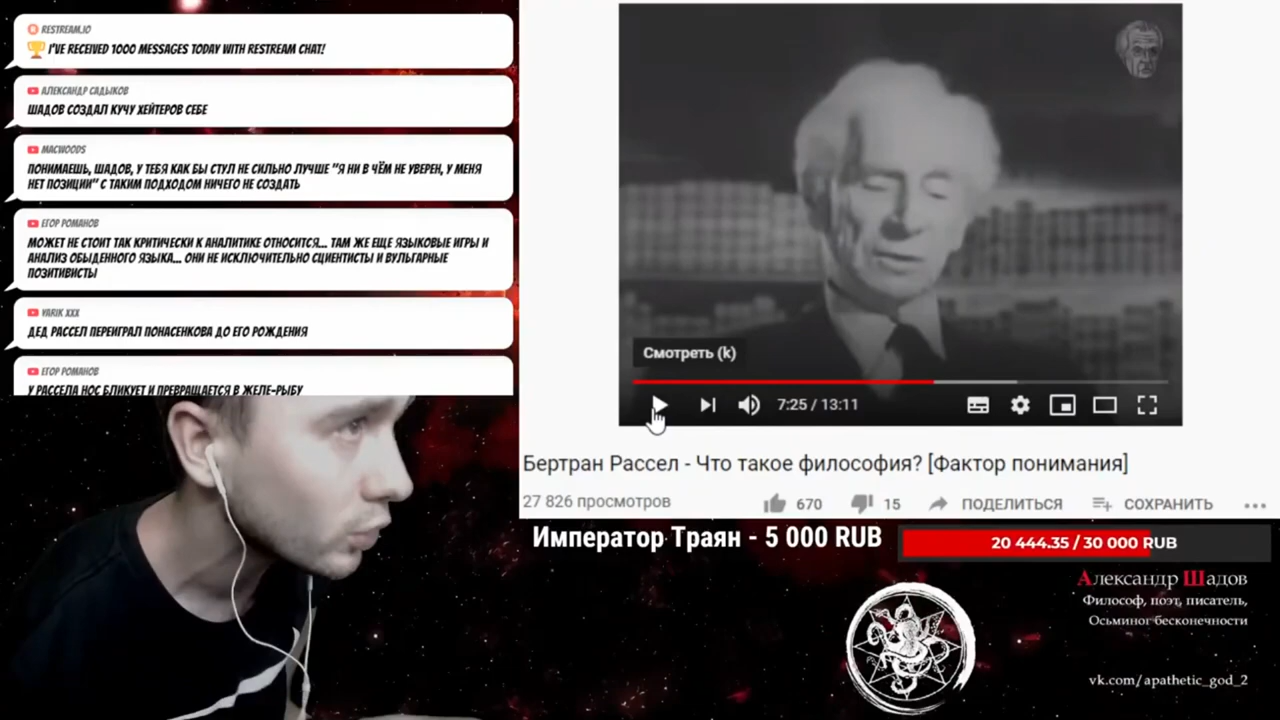 RESTREAM.IO
I'VE RECEIVED 1000 MESSAGES TODAY WITH RESTREAM CHAT!
АЛЕКСАНДР САДЫКОВ
ШАДОВ СОЗДАЛ КУЧУ ХЕЙТЕРОВ СЕБЕ
MACWOODS
ПОНИМАЕШЬ, ШАДОВ, У ТЕБЯ КАК БЫ СТУЛ НЕ СИЛЬНО ЛУЧШЕ "Я НИ В ЧЁМ НЕ УВЕРЕН, У МЕНЯ
НЕТ ПОЗИЦИИ" С ТАКИМ ПОДХОДОМ НИЧЕГО НЕ СОЗДАТЬ
ЕГОР РОМАНОВ
МОЖЕТ НЕ СТОИТ ТАК КРИТИЧЕСКИ К АНАЛИТИКЕ ОТНОСИТСЯ... ТАМ ЖЕ ЕЩЕ ЯЗЫКОВЫЕ ИГРЫ И
АНАЛИЗ ОБЫДЕННОГО ЯЗЫКА... ОНИ НЕ ИСКЛЮЧИТЕЛЬНО СЦИЕНТИСТЫ И ВУЛЬГАРНЫЕ
ПОЗИТИВИСТЫ
YARIK XXX
ДЕД РАССЕЛ ПЕРЕИГРАЛ ПОНАСЕНКОВА ДО ЕГО РОЖДЕНИЯ
ЕГОР РОМАНОВ
У РАССЕЛА НОС БЛИКУЕТ И ПРЕВРАЩАЕТСЯ В ЖЕЛЕ-РЫБУ
Смотреть (k)
7:25 / 13:11
Бертран Рассел - Что такое философия? [Фактор понимания]
27 826 просмотров
670
15
ПОДЕЛИТЬСЯ
СОХРАНИТЬ
Император Траян - 5 000 RUB
20 444.35 / 30 000 RUB
Александр Шадов
Философ, поэт, писатель,
Осьминог бесконечности
vk.com/apathetic_god_2